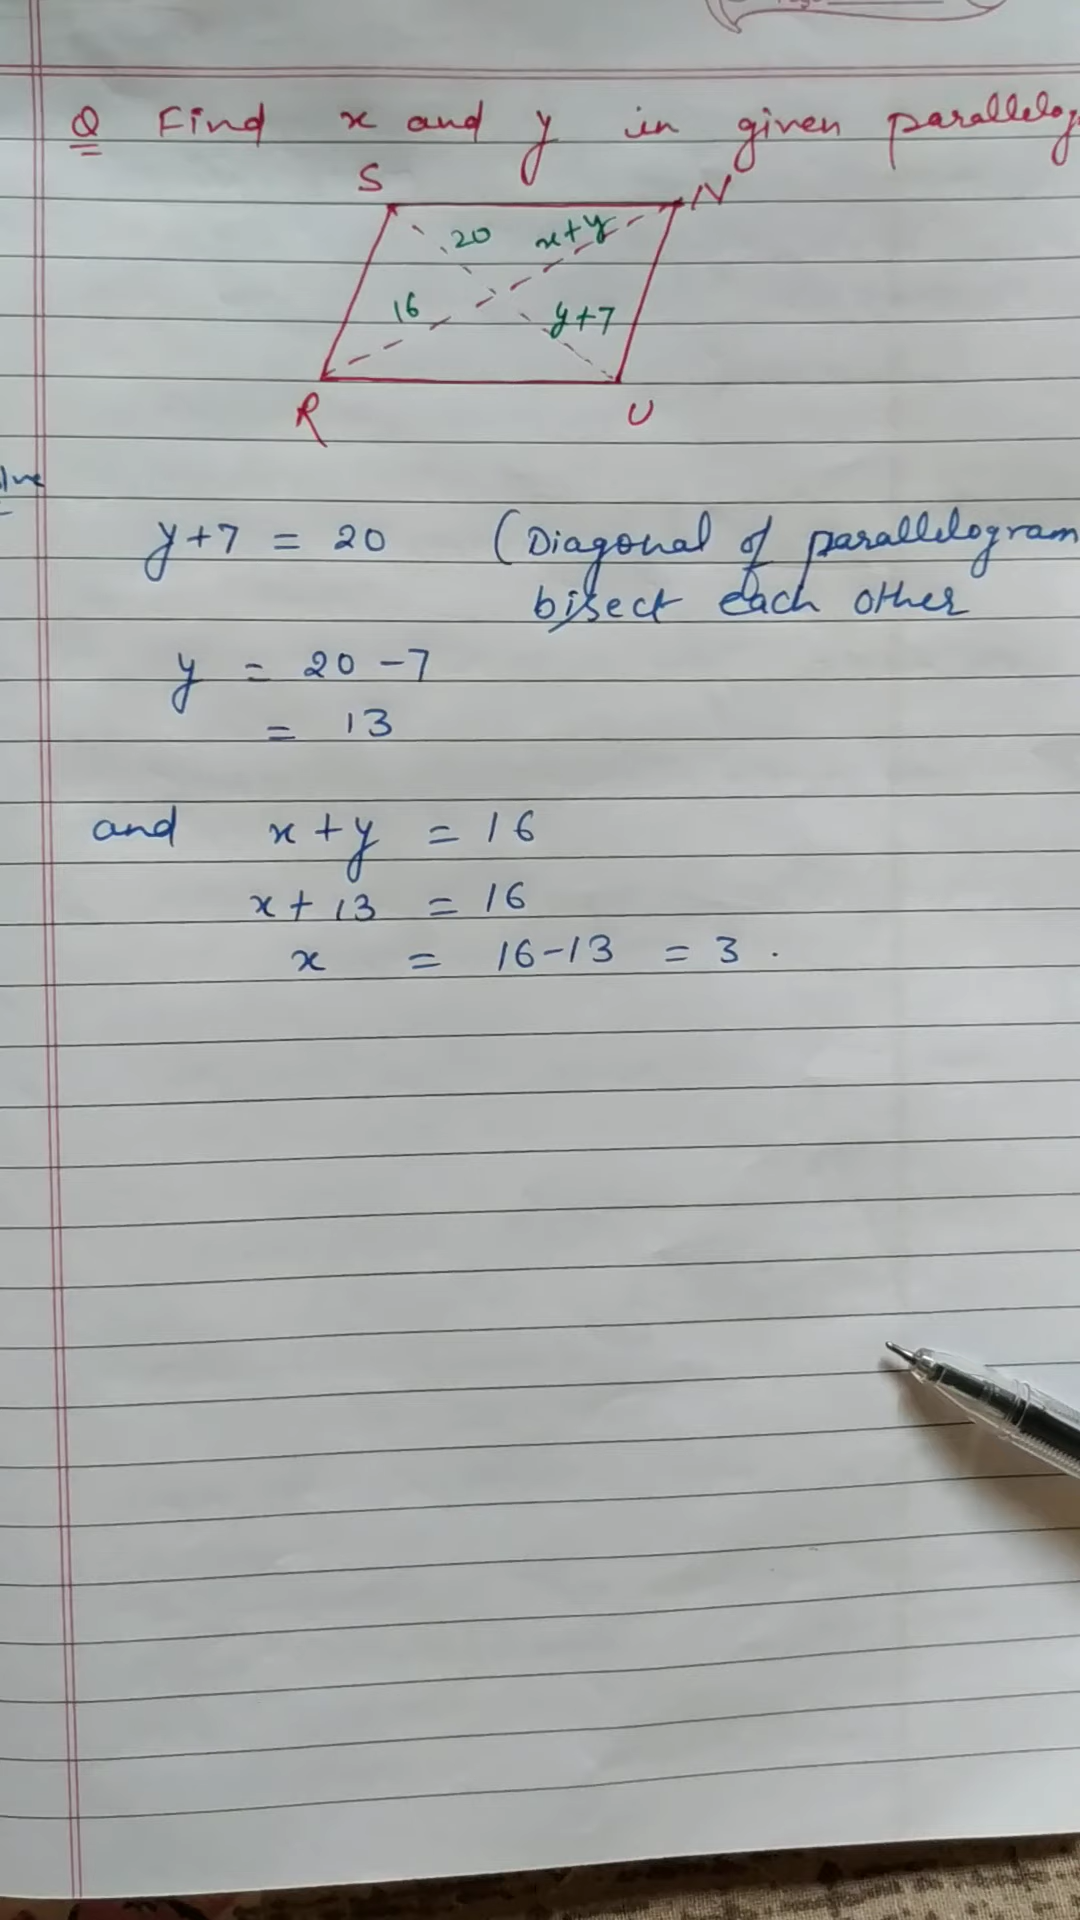 Q Find x and y in given parallelog
S
N
20 x+y
16 y+7
R
U
lve
y+7 = 20 (Diagonal of parallelogram
bisect each other
y = 20 -7
= 13
and x+y = 16
x+ 13 = 16
x = 16-13 = 3 .